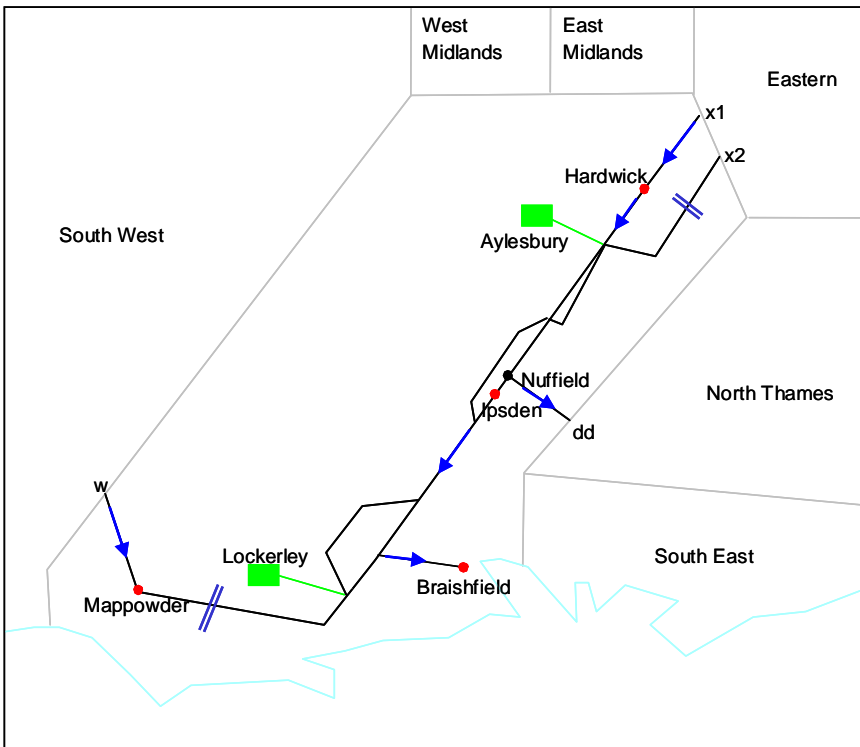 West
Midlands
East
Midlands
Eastern
x1
x2
Hardwick
South West
Aylesbury
Nuffield
North Thames
Ipsden
dd
w
Lockerley
South East
Braishfield
Mappowder